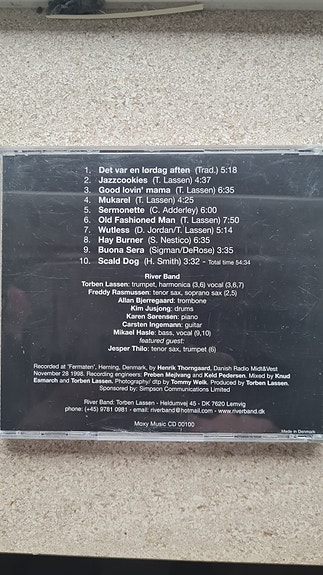 1. Det var en lørdag aften (Trad.) 5:18
2. Jazzcookies (T. Lassen) 4:37
3. Good lovin' mama (T. Lassen) 6:35
4. Mukarel (T. Lassen) 4:25
5. Sermonette (C. Adderley) 6:00
6. Old Fashioned Man (T. Lassen) 7:50
7. Wutless (D. Jordan/T. Lassen) 5:14
8. Hay Burner (S. Nestico) 6:35
9. Buona Sera (Sigman/DeRose) 3:35
10. Scald Dog (H. Smith) 3:32 - Total time 54:34
River Band
Torben Lassen: trumpet, harmonica (3,6) vocal (3,6,7)
Freddy Rasmussen: tenor sax, soprano sax (2,5)
Allan Bjerregaard: trombone
Kim Jusjong: drums
Karen Sørensen: piano
Carsten Ingemann: guitar
Mikael Hasle: bass, vocal (9,10)
featured guest:
Jesper Thilo: tenor sax, trumpet (6)
Recorded at 'Fermaten', Herning, Denmark, by Henrik Thorngaard, Danish Radio Midt&Vest
November 28 1998. Recording engineers: Preben Mejlvang and Keld Pedersen. Mixed by Knud
Esmarch and Torben Lassen. Photography/ dtp by Tommy Welk. Produced by Torben Lassen.
Sponsored by: Simpson Communications Limited
River Band: Torben Lassen - Heldumvej 45 - DK 7620 Lemvig
phone: (+45) 9781 0981 - email: riverband@hotmail.com - www.riverband.dk
Moxy Music CD 00100
Made in Denmark